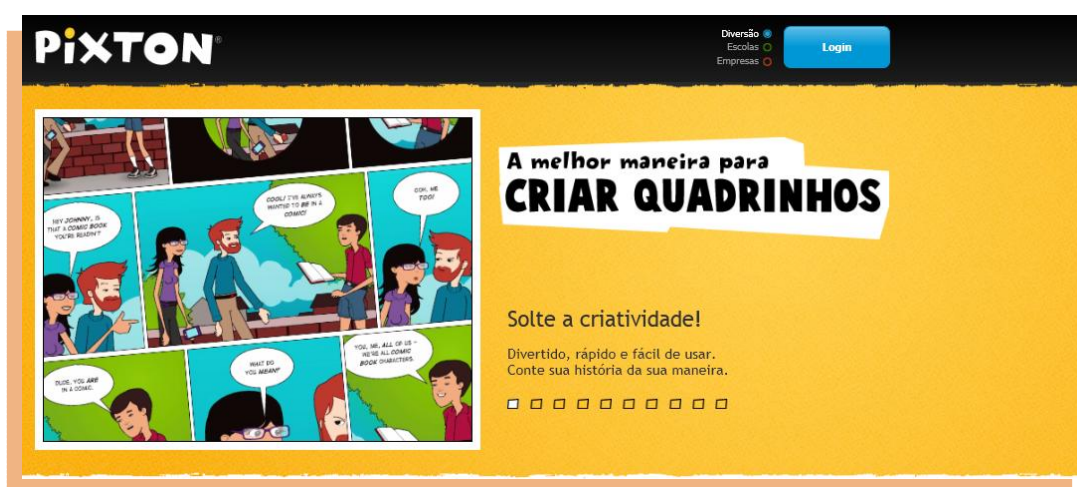 PiXTON®
Diversão
Escolas
Empresas
Login
HEY JOHNNY, IS
THAT A COMIC BOOK
YOU'RE READIN'?
COOL! I'VE ALWAYS
WANTED TO BE IN A
COMIC!
OOH, ME
TOO!
DUDE, YOU ARE
IN A COMIC.
WHAT DO
YOU MEAN?
YOU, ME, ALL OF US –
WE'RE ALL COMIC
BOOK CHARACTERS.
A melhor maneira para
CRIAR QUADRINHOS
Solte a criatividade!
Divertido, rápido e fácil de usar.
Conte sua história da sua maneira.